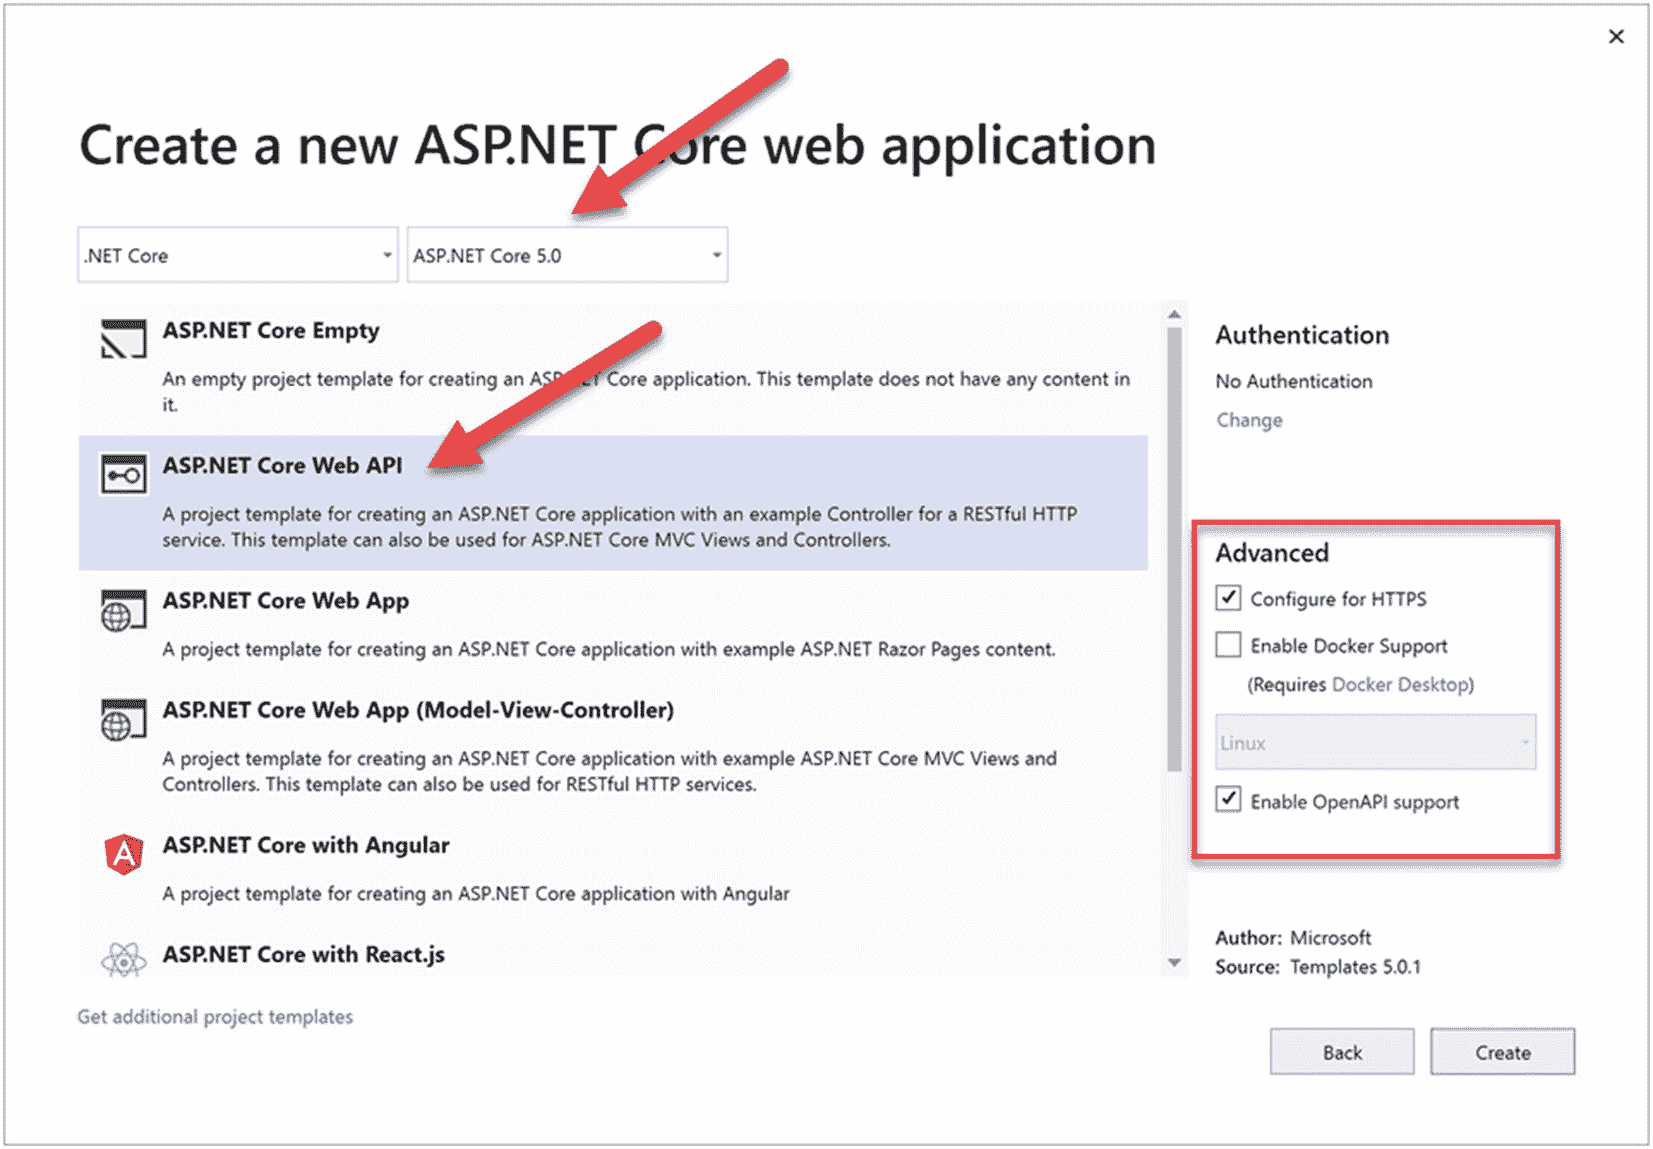 Create a new ASP.NET Core web application
.NET Core
ASP.NET Core 5.0
ASP.NET Core Empty
An empty project template for creating an ASP.NET Core application. This template does not have any content in
it.
ASP.NET Core Web API
A project template for creating an ASP.NET Core application with an example Controller for a RESTful HTTP
service. This template can also be used for ASP.NET Core MVC Views and Controllers.
ASP.NET Core Web App
A project template for creating an ASP.NET Core application with example ASP.NET Razor Pages content.
ASP.NET Core Web App (Model-View-Controller)
A project template for creating an ASP.NET Core application with example ASP.NET Core MVC Views and
Controllers. This template can also be used for RESTful HTTP services.
ASP.NET Core with Angular
A project template for creating an ASP.NET Core application with Angular
ASP.NET Core with React.js
Get additional project templates
Authentication
No Authentication
Change
Advanced
Configure for HTTPS
Enable Docker Support
(Requires Docker Desktop)
Linux
Enable OpenAPI support
Author: Microsoft
Source: Templates 5.0.1
Back
Create